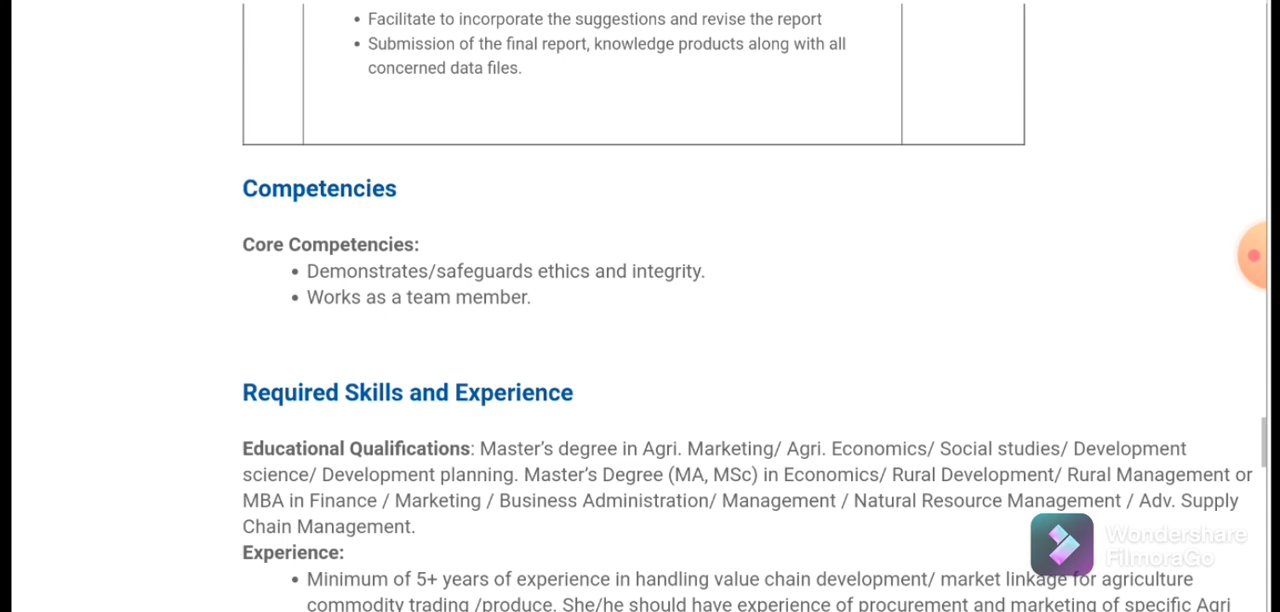 • Facilitate to incorporate the suggestions and revise the report
• Submission of the final report, knowledge products along with all
concerned data files.
Competencies
Core Competencies:
• Demonstrates/safeguards ethics and integrity.
• Works as a team member.
Required Skills and Experience
Educational Qualifications: Master’s degree in Agri. Marketing/ Agri. Economics/ Social studies/ Development
science/ Development planning. Master’s Degree (MA, MSc) in Economics/ Rural Development/ Rural Management or
MBA in Finance / Marketing / Business Administration/ Management / Natural Resource Management / Adv. Supply
Chain Management.
Experience:
• Minimum of 5+ years of experience in handling value chain development/ market linkage for agriculture
commodity trading /produce. She/he should have experience of procurement and marketing of specific Agri
Wondershare
FilmoraGo